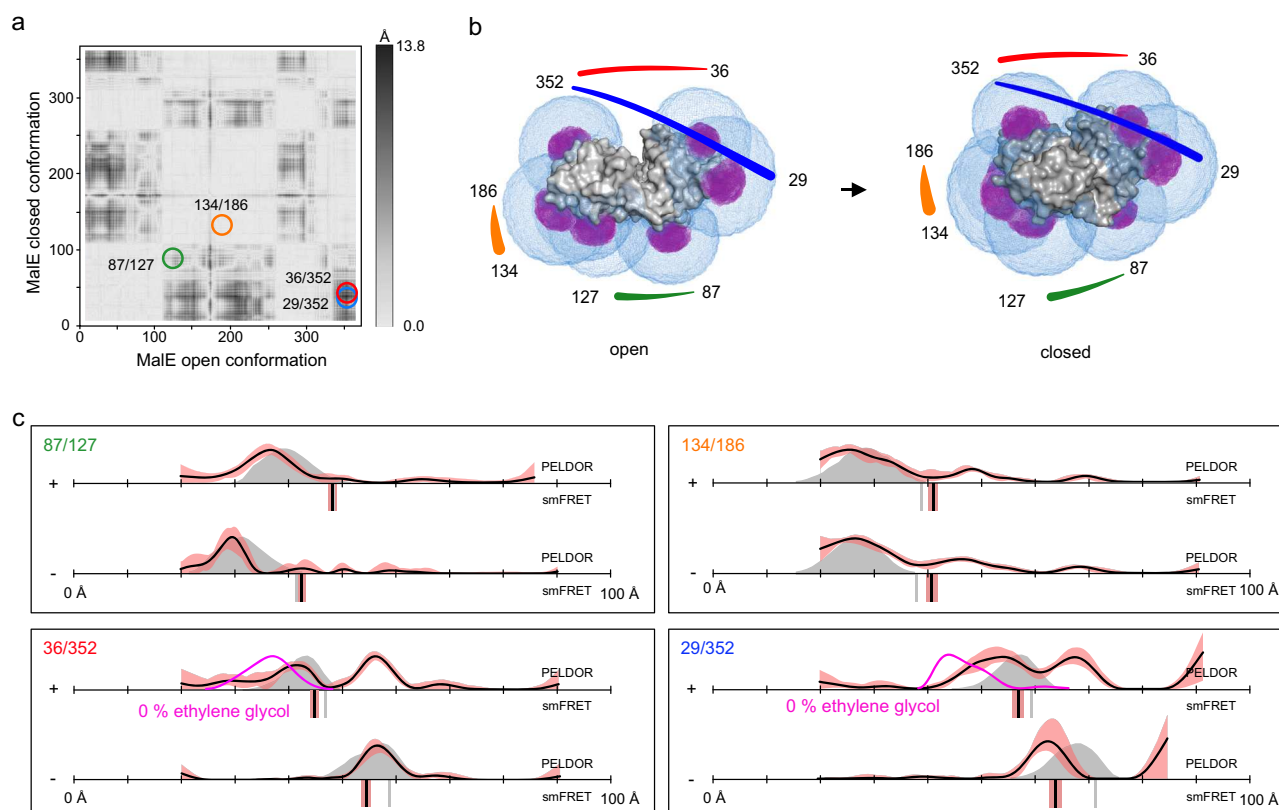 a
Å
13.8
0.0
MalE closed conformation
300
200
100
0
134/186
87/127
36/352
29/352
0
100
200
300
MalE open conformation
b
352
36
29
186
134
127
87
open
352
36
29
186
134
127
87
closed
c
87/127
PELDOR
+
smFRET
PELDOR
-
smFRET
0 Å
100 Å
134/186
PELDOR
+
smFRET
PELDOR
-
smFRET
0 Å
100 Å
36/352
PELDOR
+
smFRET
0 % ethylene glycol
PELDOR
-
smFRET
0 Å
100 Å
29/352
PELDOR
+
smFRET
0 % ethylene glycol
PELDOR
-
smFRET
0 Å
100 Å